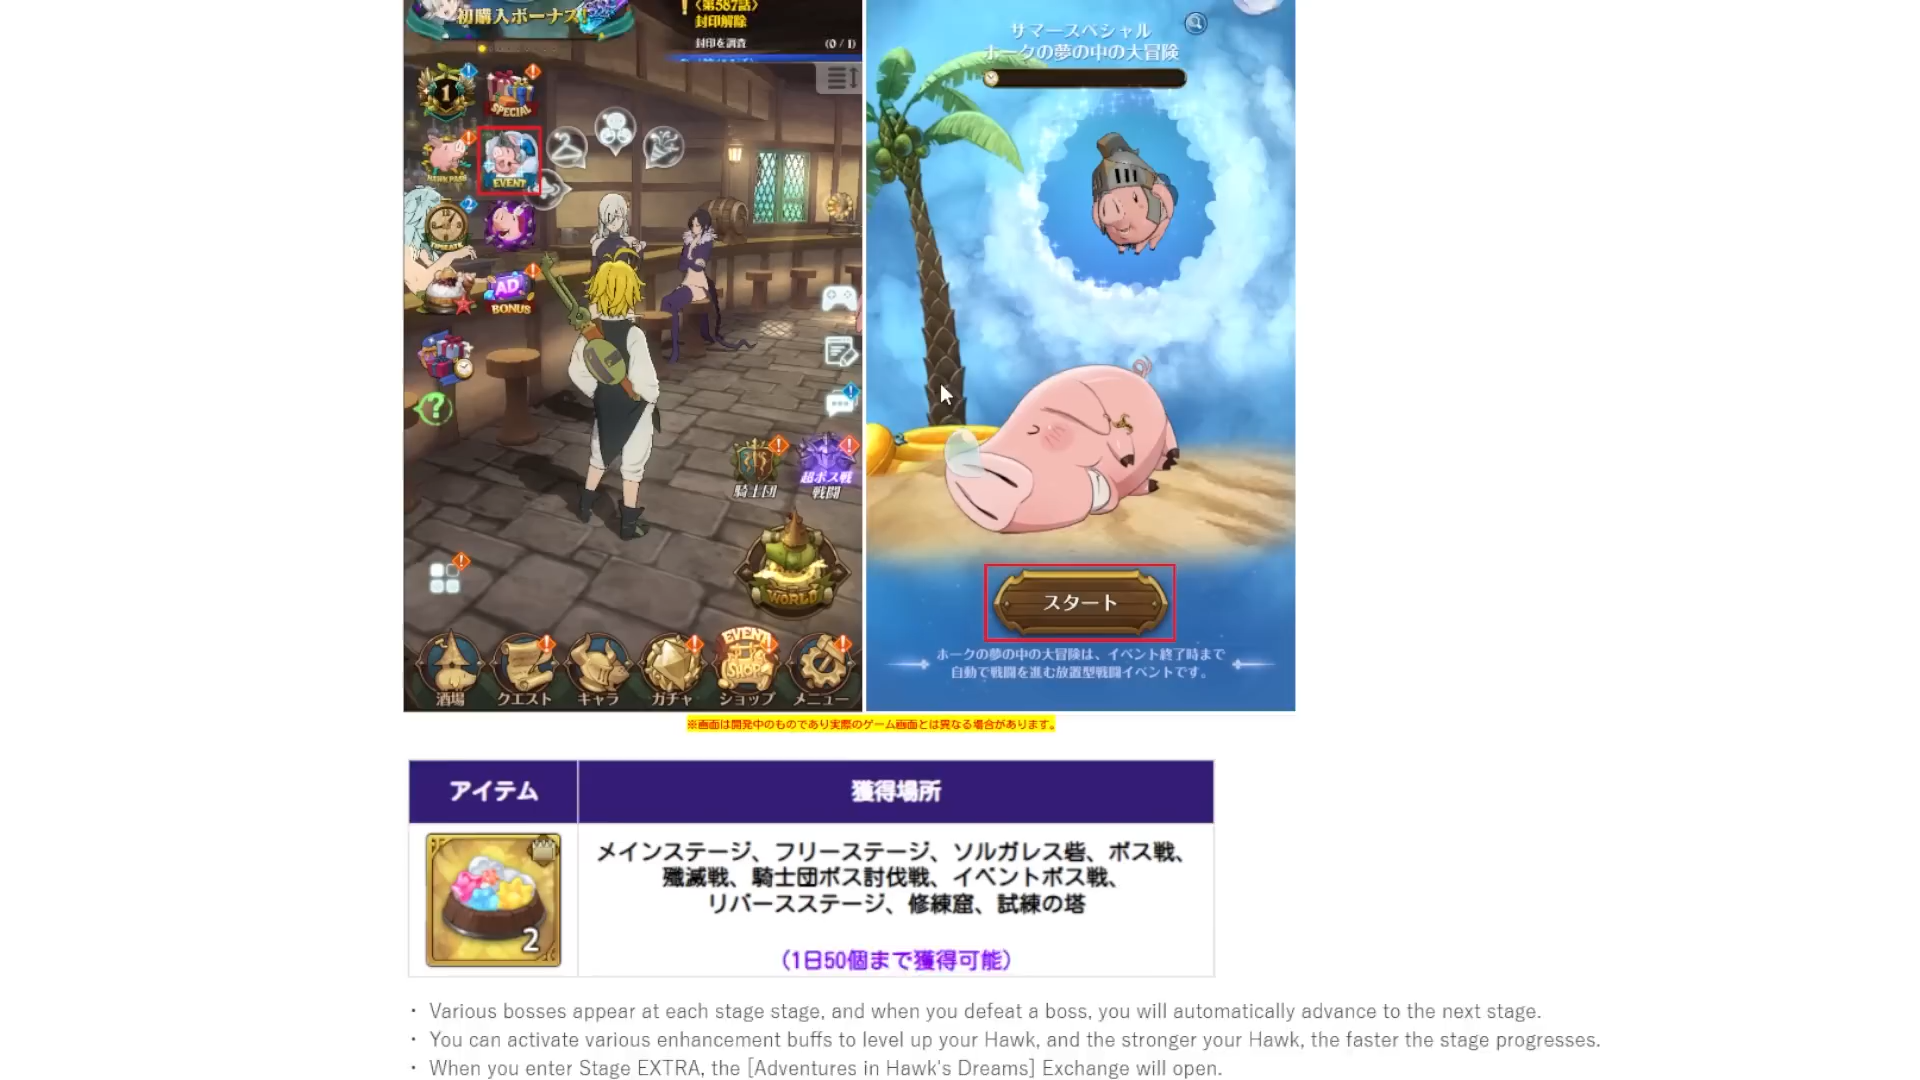 初購入ボーナス!
〈第587話〉
封印解除
封印を調査
(0 / 1)
1
SPECIAL
HAWK PASS
EVENT
2
AD
BONUS
?
騎士団
超ボス戦
戦闘
WORLD
EVENT
SHOP
酒場
クエスト
キャラ
ガチャ
ショップ
メニュー
サマースペシャル
ホークの夢の中の大冒険
スタート
ホークの夢の中の大冒険は、イベント終了時まで
自動で戦闘を進む放置型戦闘イベントです。
※画面は開発中のものであり実際のゲーム画面とは異なる場合があります。
アイテム
獲得場所
2
メインステージ、フリーステージ、ソルガレス砦、ボス戦、
殲滅戦、騎士団ボス討伐戦、イベントボス戦、
リバースステージ、修練窟、試練の塔
(1日50個まで獲得可能)
・ Various bosses appear at each stage stage, and when you defeat a boss, you will automatically advance to the next stage.
・ You can activate various enhancement buffs to level up your Hawk, and the stronger your Hawk, the faster the stage progresses.
・ When you enter Stage EXTRA, the [Adventures in Hawk's Dreams] Exchange will open.